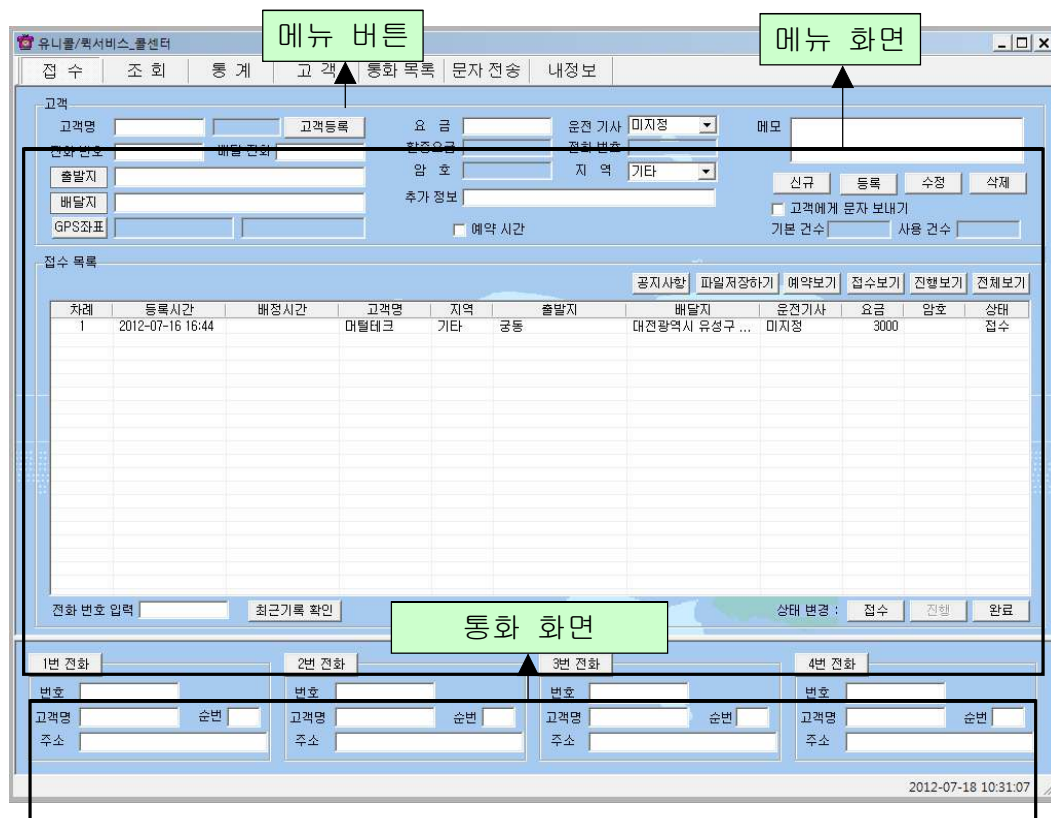 메뉴 버튼
메뉴 화면
유니콜/퀵서비스_콜센터
접 수 조 회 통 계 고 객 통화 목록 문자 전송 내정보
고객
고객명 고객등록 요 금 운전 기사 미지정 메모
전화 번호 배달 전화 할증요금 전화 번호
출발지 암 호 지 역 기타
신규 등록 수정 삭제
배달지 추가 정보
고객에게 문자 보내기
GPS좌표 예약 시간 기본 건수 사용 건수
접수 목록
공지사항 파일저장하기 예약보기 접수보기 진행보기 전체보기
차례 등록시간 배정시간 고객명 지역 출발지 배달지 운전기사 요금 암호 상태
1 2012-07-16 16:44 머털테크 기타 궁동 대전광역시 유성구 ... 미지정 3000 접수
전화 번호 입력 최근기록 확인 상태 변경 : 접수 진행 완료
통화 화면
1번 전화 2번 전화 3번 전화 4번 전화
번호 번호 번호 번호
고객명 순번 고객명 순번 고객명 순번 고객명 순번
주소 주소 주소 주소
2012-07-18 10:31:07